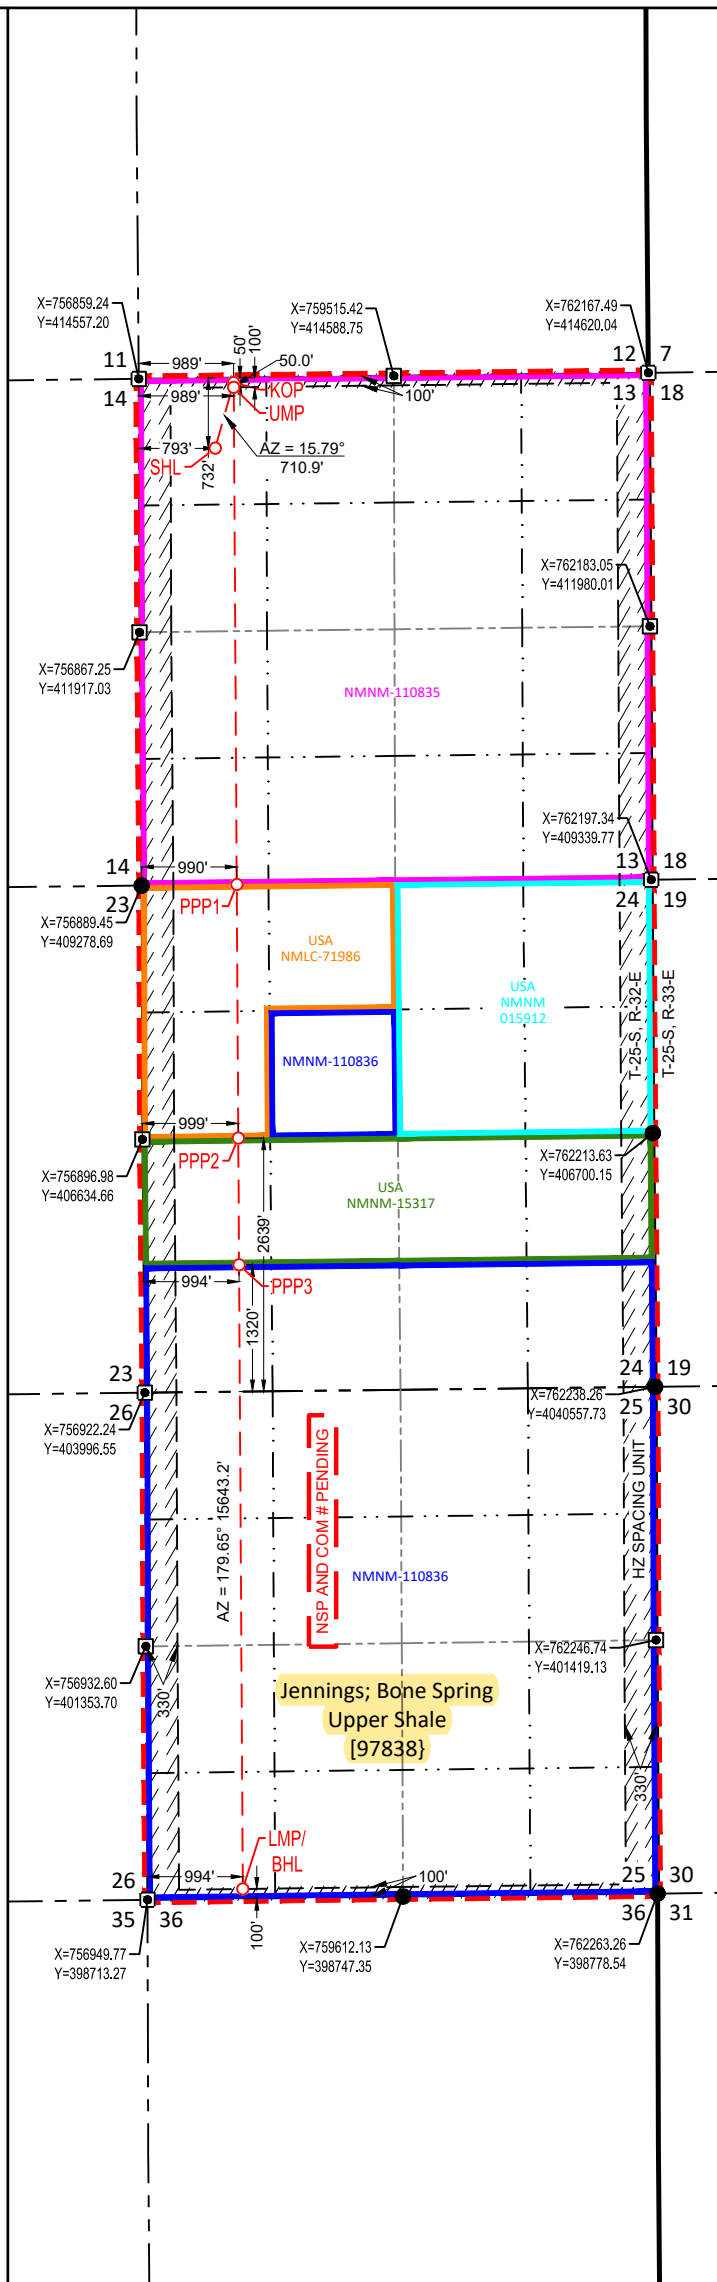 X=756859.24
Y=414557.20
X=759515.42
Y=414588.75
X=762167.49
Y=414620.04
11
989'
50'
100'
50.0'
12
7
14
989'
KOP
UMP
100'
13
18
793'
SHL
732'
AZ = 15.79°
710.9'
X=762183.05
Y=411980.01
X=756867.25
Y=411917.03
NMNM-110835
X=762197.34
Y=409339.77
14
990'
13
18
23
PPP1
24
19
X=756889.45
Y=409278.69
USA
NMLC-71986
USA
NMNM
015912
T-25-S, R-32-E
T-25-S, R-33-E
NMNM-110836
999'
PPP2
X=762213.63
Y=406700.15
X=756896.98
Y=406634.66
USA
NMNM-15317
2639'
994'
PPP3
1320'
23
24
19
26
25
30
X=762238.26
Y=4040557.73
X=756922.24
Y=403996.55
AZ = 179.65° 15643.2'
NSP AND COM # PENDING
HZ SPACING UNIT
NMNM-110836
X=762246.74
Y=401419.13
X=756932.60
Y=401353.70
330'
Jennings; Bone Spring
Upper Shale
[97838}
330'
LMP/
BHL
26
994'
100'
25
30
35
36
100'
36
31
X=756949.77
Y=398713.27
X=759612.13
Y=398747.35
X=762263.26
Y=398778.54